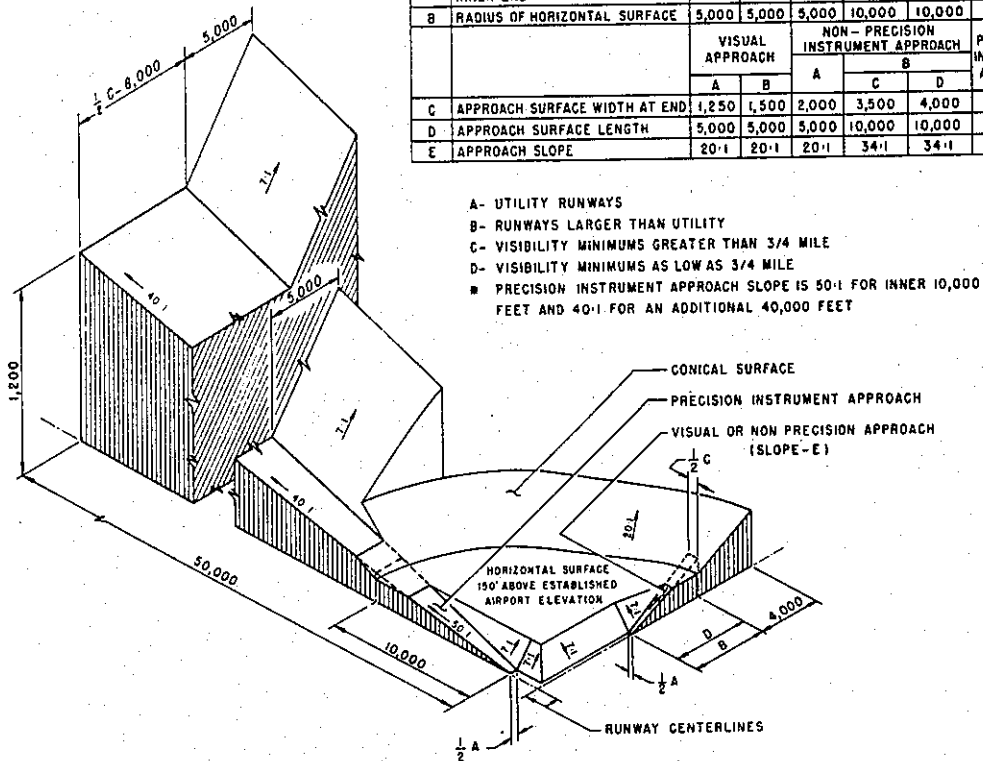 B RADIUS OF HORIZONTAL SURFACE 5,000 5,000 5,000 10,000 10,000
VISUAL APPROACH
NON-PRECISION INSTRUMENT APPROACH
A B A B
C D
C APPROACH SURFACE WIDTH AT END 1,250 1,500 2,000 3,500 4,000
D APPROACH SURFACE LENGTH 5,000 5,000 5,000 10,000 10,000
E APPROACH SLOPE 20:1 20:1 20:1 34:1 34:1
A- UTILITY RUNWAYS
B- RUNWAYS LARGER THAN UTILITY
C- VISIBILITY MINIMUMS GREATER THAN 3/4 MILE
D- VISIBILITY MINIMUMS AS LOW AS 3/4 MILE
* PRECISION INSTRUMENT APPROACH SLOPE IS 50:1 FOR INNER 10,000
FEET AND 40:1 FOR AN ADDITIONAL 40,000 FEET
5,000
1/2 C-8,000
7:1
40:1
5,000
1,200
7:1
CONICAL SURFACE
PRECISION INSTRUMENT APPROACH
VISUAL OR NON PRECISION APPROACH
(SLOPE-E)
1/2 C
40:1
20:1
50,000
HORIZONTAL SURFACE
150' ABOVE ESTABLISHED
AIRPORT ELEVATION
50:1
10,000
7:1
7:1
7:1
7:1
4,000
D
B
1/2 A
RUNWAY CENTERLINES
1/2 A